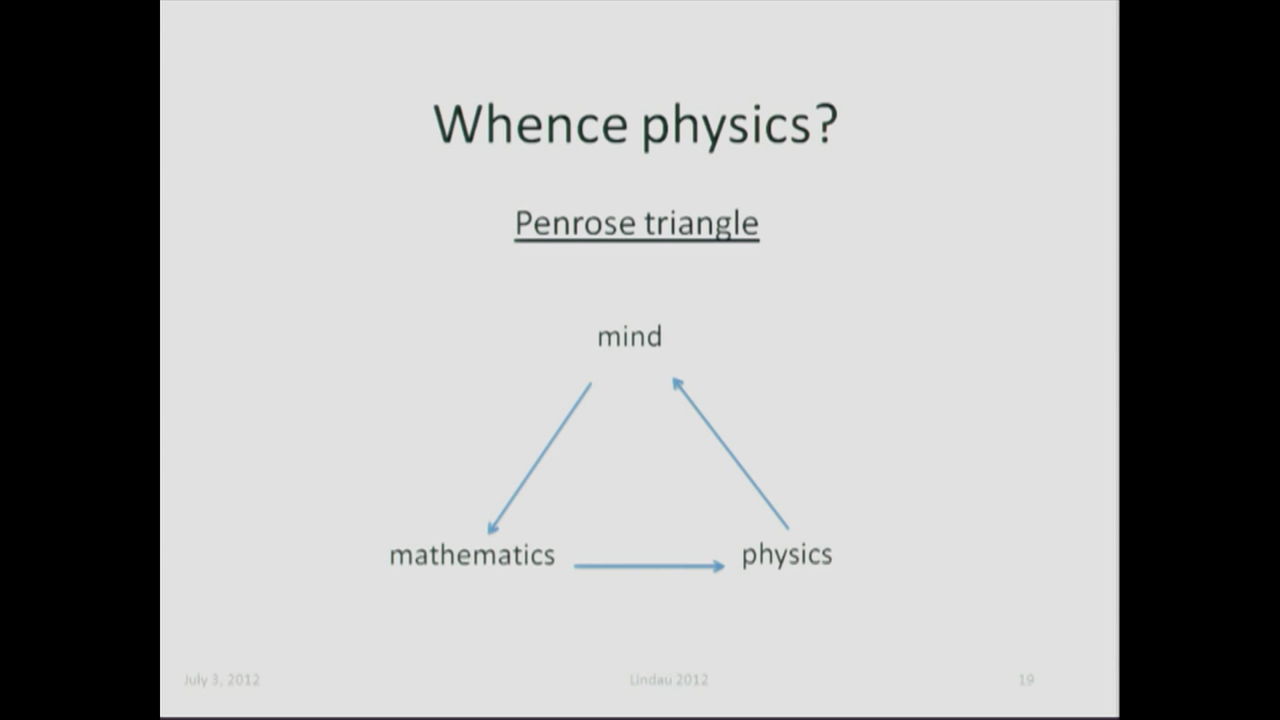 Whence physics?
Penrose triangle
mind
mathematics
physics
July 3, 2012
Lindau 2012
19